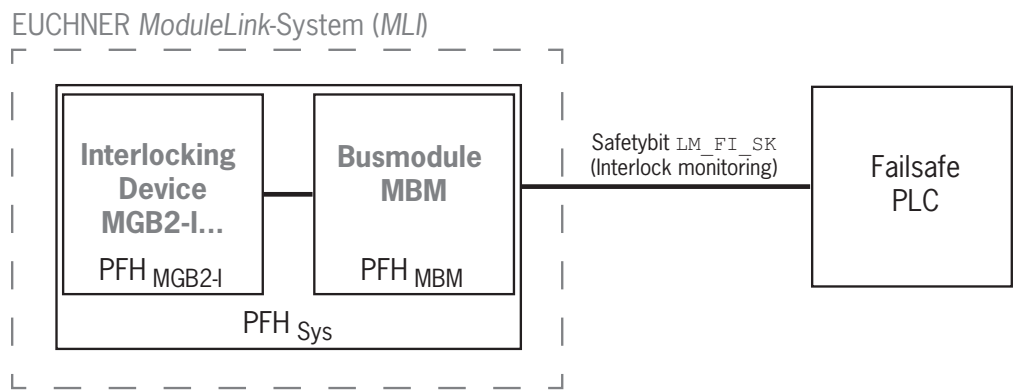 EUCHNER ModuleLink-System (MLI)
Interlocking
Device
MGB2-I...
PFH MGB2-I
Busmodule
MBM
PFH MBM
PFH Sys
Safetybit LM_FI_SK
(Interlock monitoring)
Failsafe
PLC